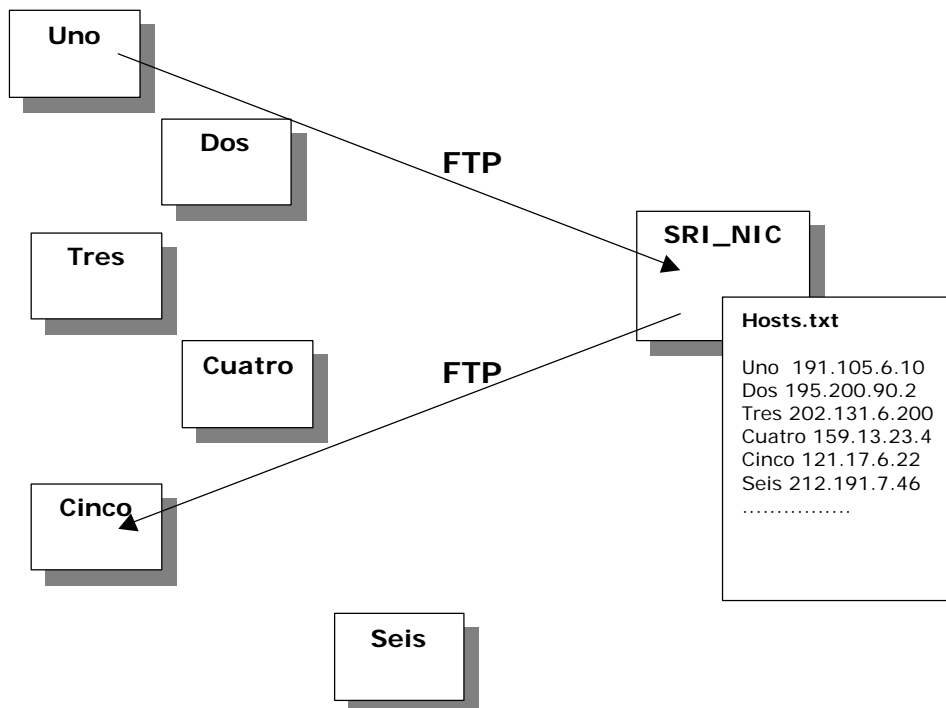 Uno
Dos
FTP
SRI_NIC
Tres
Hosts.txt
Uno 191.105.6.10
Dos 195.200.90.2
Tres 202.131.6.200
Cuatro 159.13.23.4
Cinco 121.17.6.22
Seis 212.191.7.46
................
Cuatro
FTP
Cinco
Seis